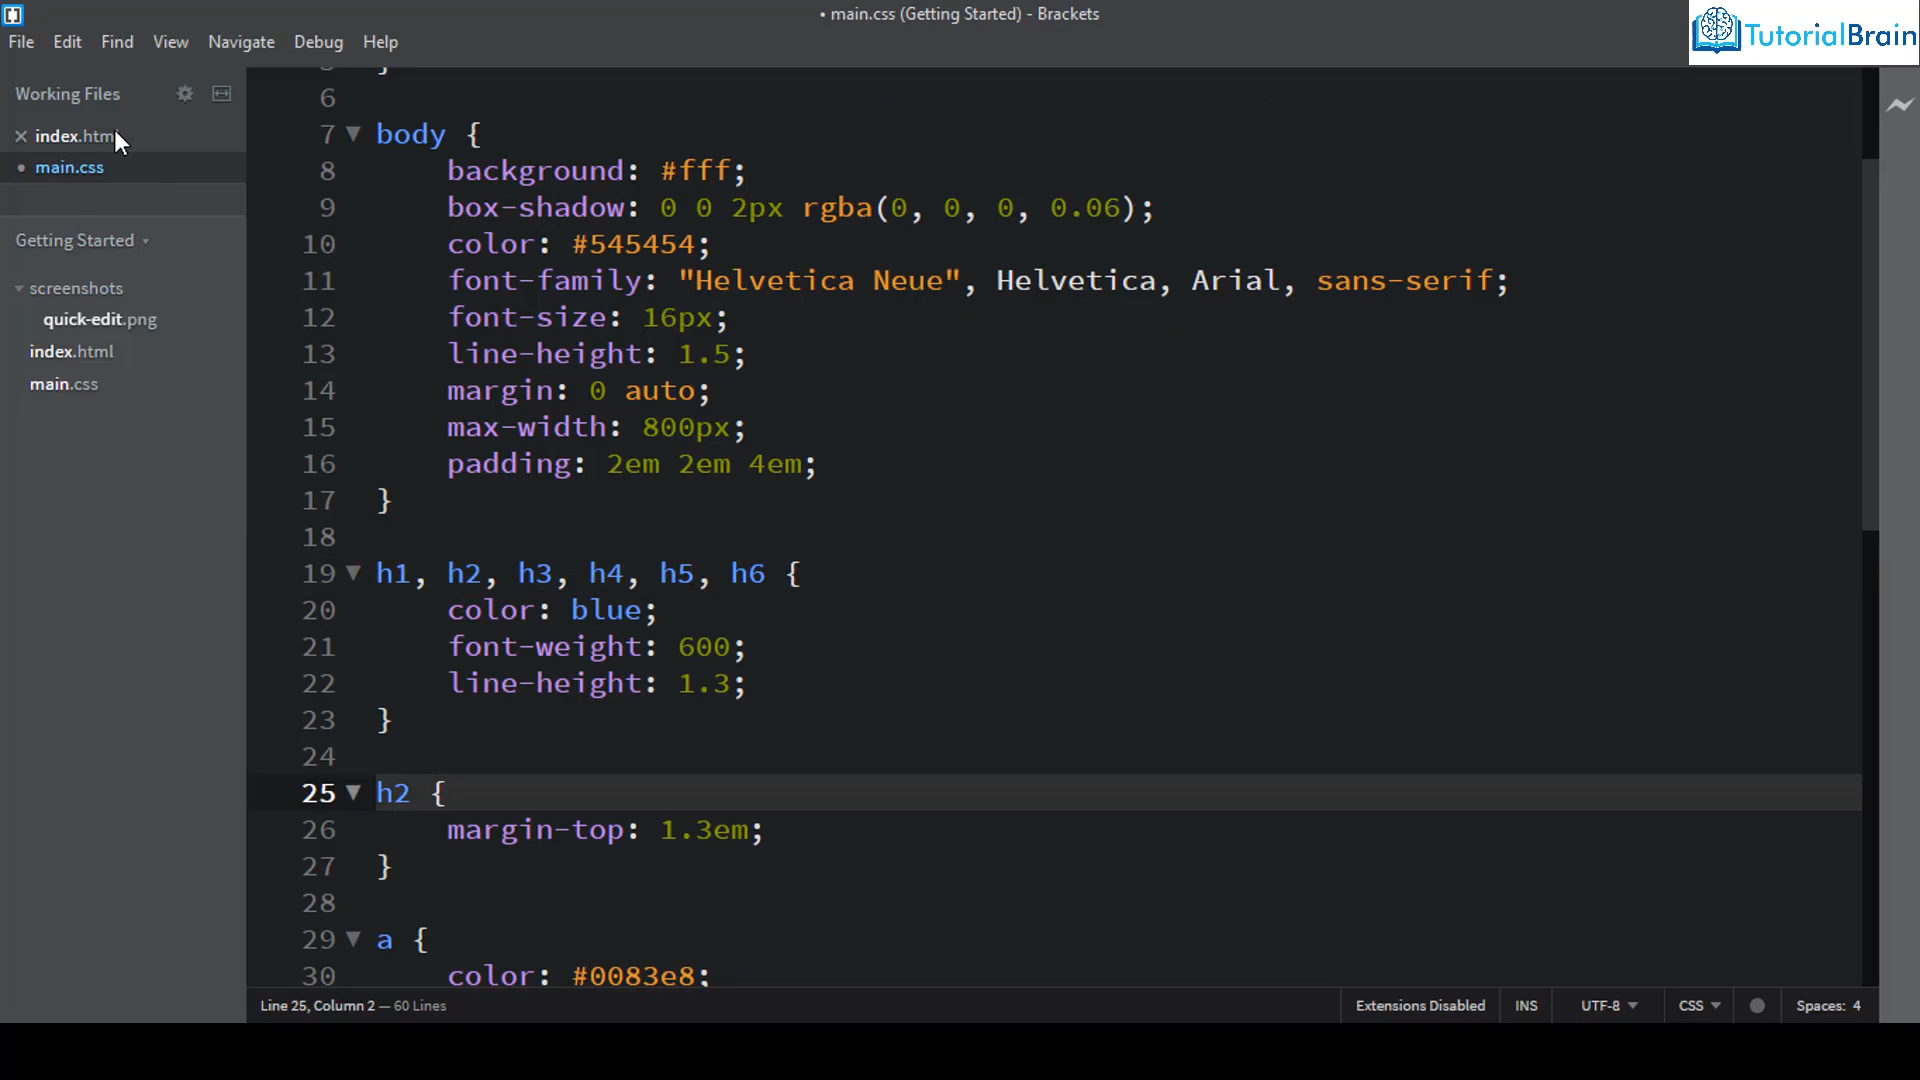 • main.css (Getting Started) - Brackets
TutorialBrain
File Edit Find View Navigate Debug Help
Working Files
index.html
main.css
Getting Started
screenshots
quick-edit.png
index.html
main.css
6
7 body {
8 background: #fff;
9 box-shadow: 0 0 2px rgba(0, 0, 0, 0.06);
10 color: #545454;
11 font-family: "Helvetica Neue", Helvetica, Arial, sans-serif;
12 font-size: 16px;
13 line-height: 1.5;
14 margin: 0 auto;
15 max-width: 800px;
16 padding: 2em 2em 4em;
17 }
18
19 h1, h2, h3, h4, h5, h6 {
20 color: blue;
21 font-weight: 600;
22 line-height: 1.3;
23 }
24
25 h2 {
26 margin-top: 1.3em;
27 }
28
29 a {
30 color: #0083e8;
Line 25, Column 2 — 60 Lines
Extensions Disabled INS UTF-8 CSS Spaces: 4